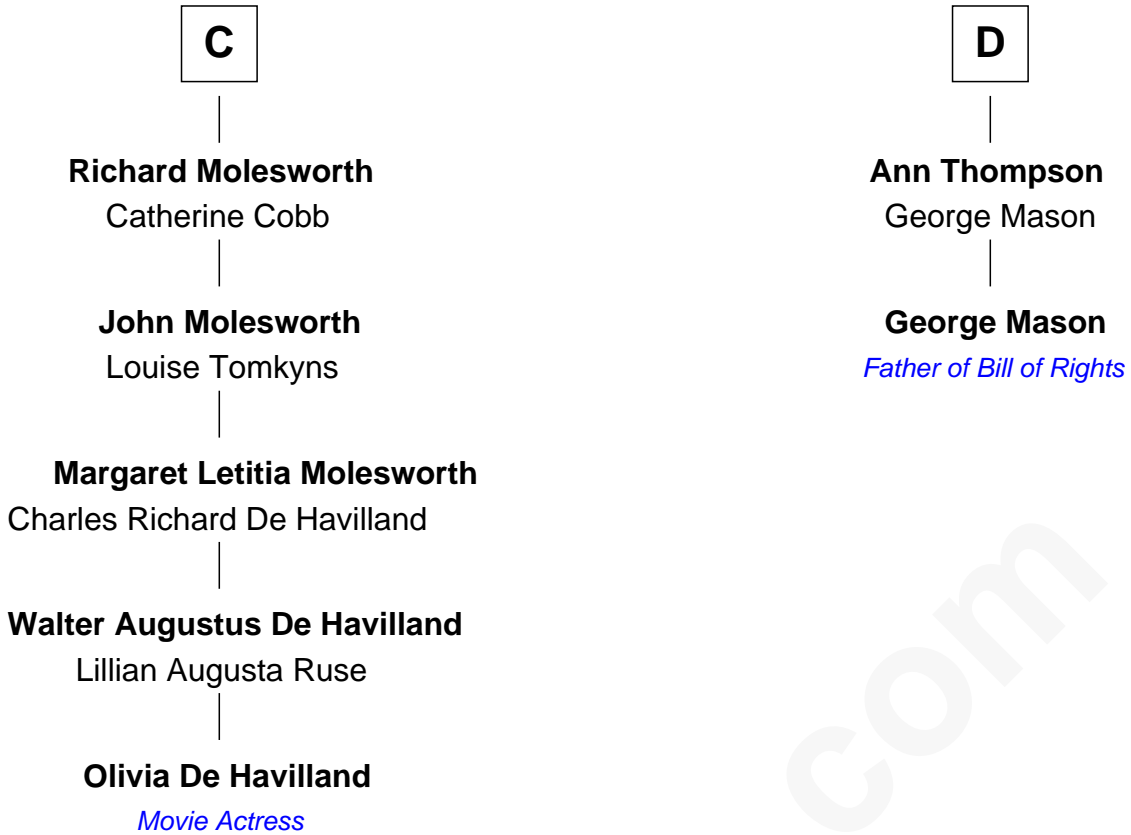 C
Richard Molesworth
Catherine Cobb
John Molesworth
Louise Tomkyns
Margaret Letitia Molesworth
Charles Richard De Havilland
Walter Augustus De Havilland
Lillian Augusta Ruse
Olivia De Havilland
Movie Actress
D
Ann Thompson
George Mason
George Mason
Father of Bill of Rights
com